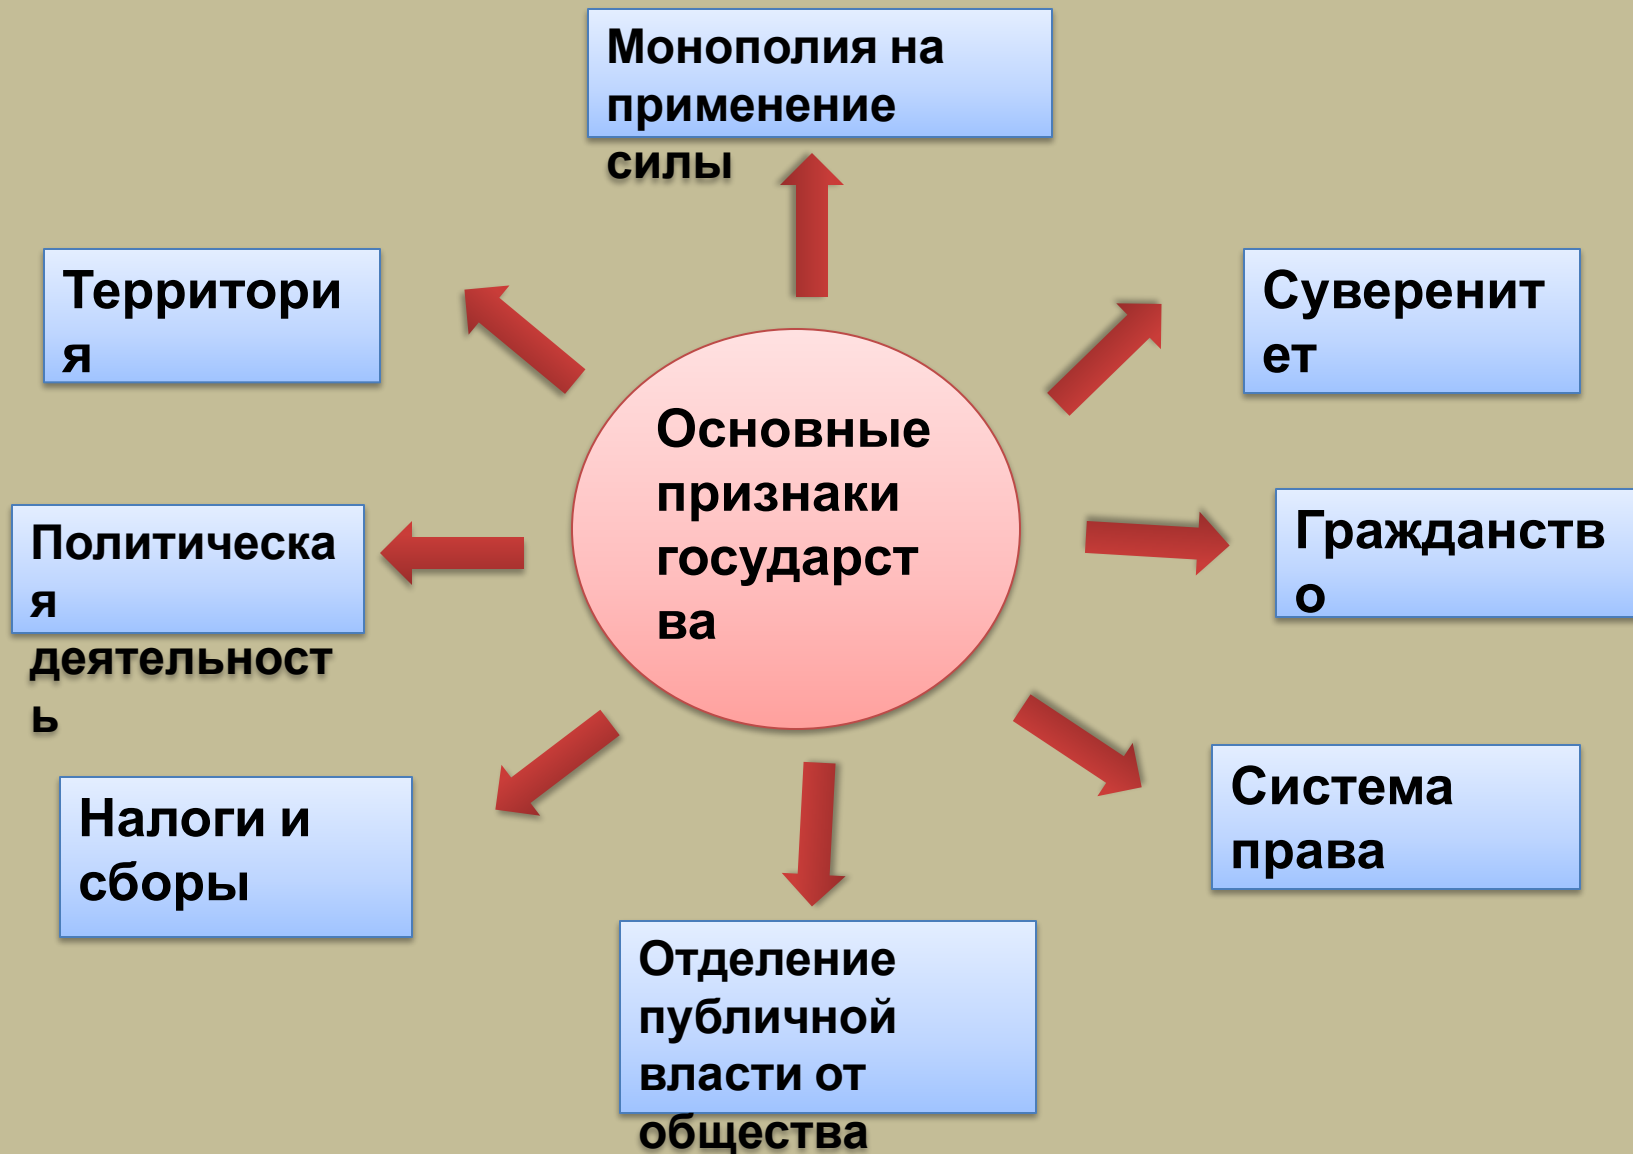 Монополия на
применение
силы
Территори
я
Суверенит
ет
Основные
признаки
государст
ва
Политическа
я
деятельност
ь
Гражданств
о
Налоги и
сборы
Система
права
Отделение
публичной
власти от
общества